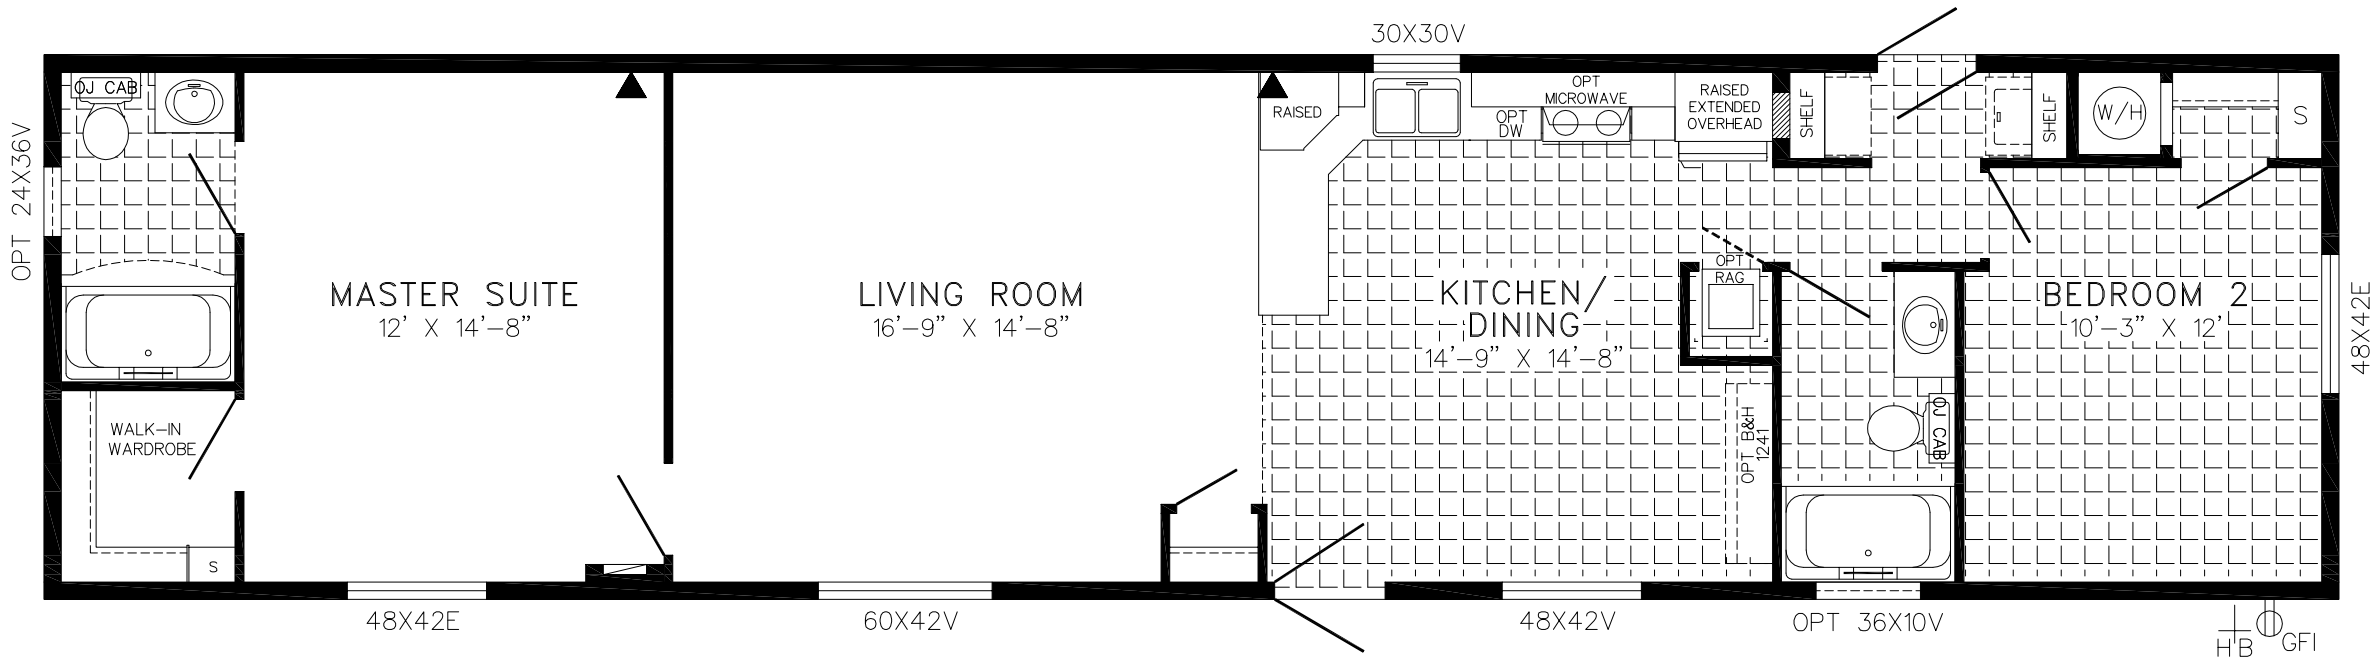 30X30V
OJ CAB
OPT 24X36V
MASTER SUITE
12' X 14'-8"
WALK-IN
WARDROBE
S
48X42E
LIVING ROOM
16'-9" X 14'-8"
60X42V
RAISED
OPT
DW
OPT
MICROWAVE
RAISED
EXTENDED
OVERHEAD
KITCHEN/
DINING
14'-9" X 14'-8"
OPT
RAG
OPT B&H
1241
48X42V
SHELF
SHELF
W/H
S
OJ CAB
BEDROOM 2
10'-3" X 12'
48X42E
OPT 36X10V
HB
GFI